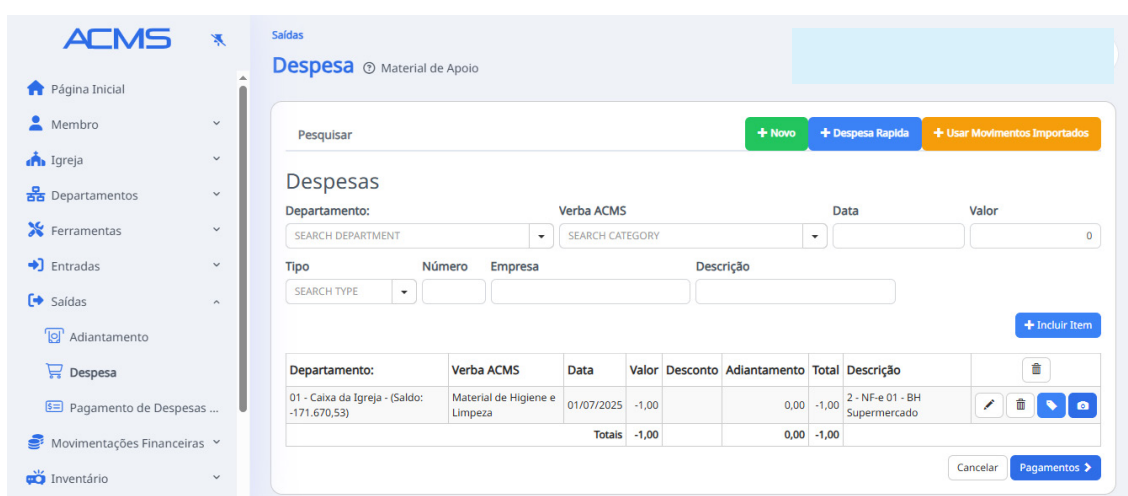 ACMS
Página Inicial
Membro
Igreja
Departamentos
Ferramentas
Entradas
Saídas
Adiantamento
Despesa
Pagamento de Despesas ...
Movimentações Financeiras
Inventário
Saídas
Despesa Material de Apoio
Pesquisar
+ Novo
+ Despesa Rapida
+ Usar Movimentos Importados
Despesas
Departamento: Verba ACMS Data Valor
SEARCH DEPARTMENT SEARCH CATEGORY 0
Tipo Número Empresa Descrição
SEARCH TYPE
+ Incluir Item
Departamento: Verba ACMS Data Valor Desconto Adiantamento Total Descrição
01 - Caixa da Igreja - (Saldo: -171.670,53) Material de Higiene e Limpeza 01/07/2025 -1,00 0,00 -1,00 2 - NF-e 01 - BH Supermercado
Totais -1,00 0,00 -1,00
Cancelar Pagamentos